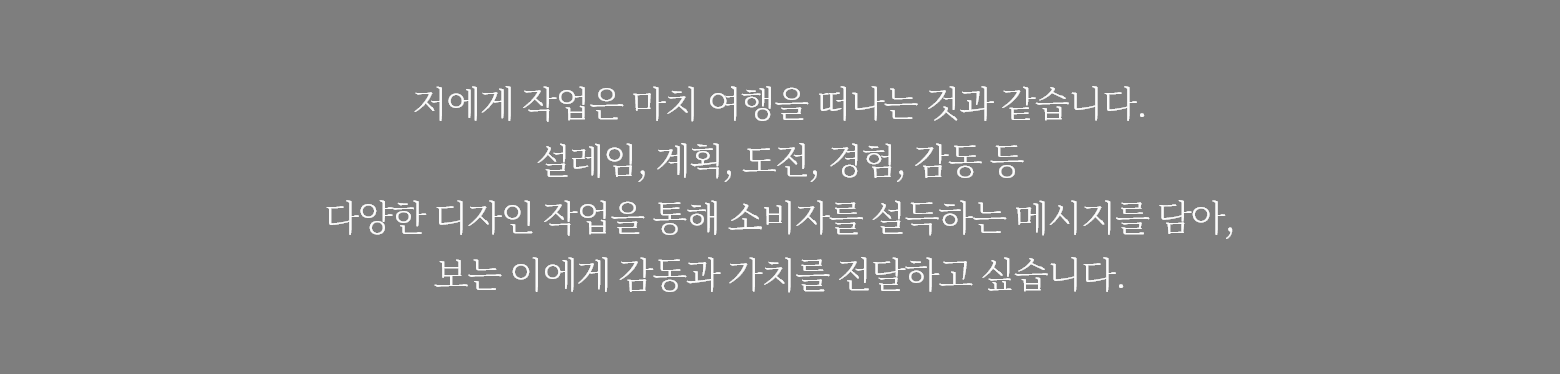 저에게 작업은 마치 여행을 떠나는 것과 같습니다.
설레임, 계획, 도전, 경험, 감동 등
다양한 디자인 작업을 통해 소비자를 설득하는 메시지를 담아,
보는 이에게 감동과 가치를 전달하고 싶습니다.